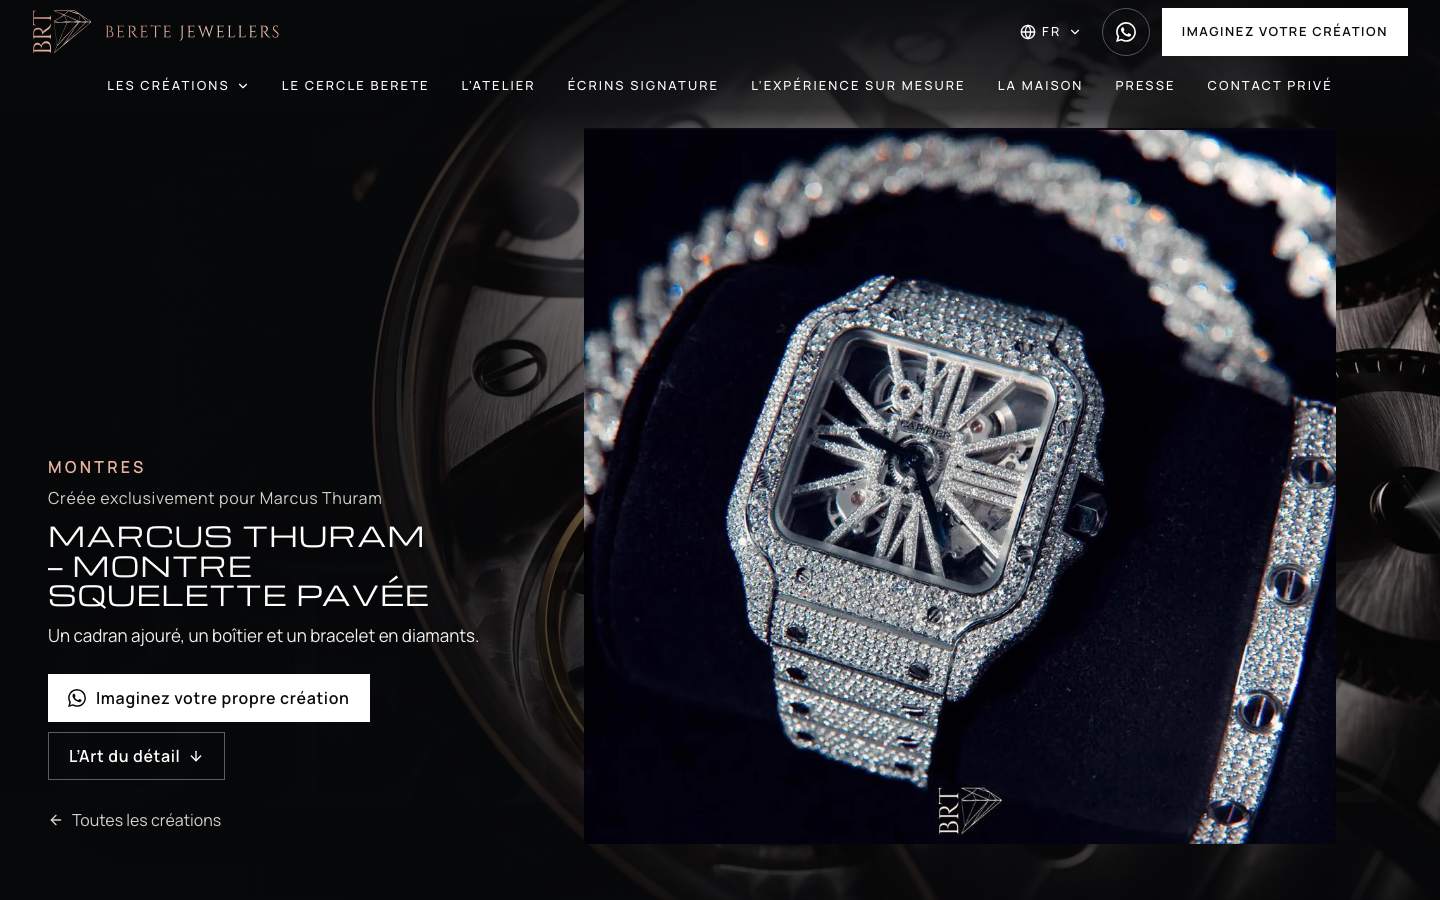 BRT
BERETE JEWELLERS
FR
IMAGINEZ VOTRE CRÉATION
LES CRÉATIONS
LE CERCLE BERETE
L'ATELIER
ÉCRINS SIGNATURE
L'EXPÉRIENCE SUR MESURE
LA MAISON
PRESSE
CONTACT PRIVÉ
MONTRES
Créée exclusivement pour Marcus Thuram
MARCUS THURAM
– MONTRE
SQUELETTE PAVÉE
Un cadran ajouré, un boîtier et un bracelet en diamants.
Imaginez votre propre création
L'Art du détail
Toutes les créations
CARTIER
BRT